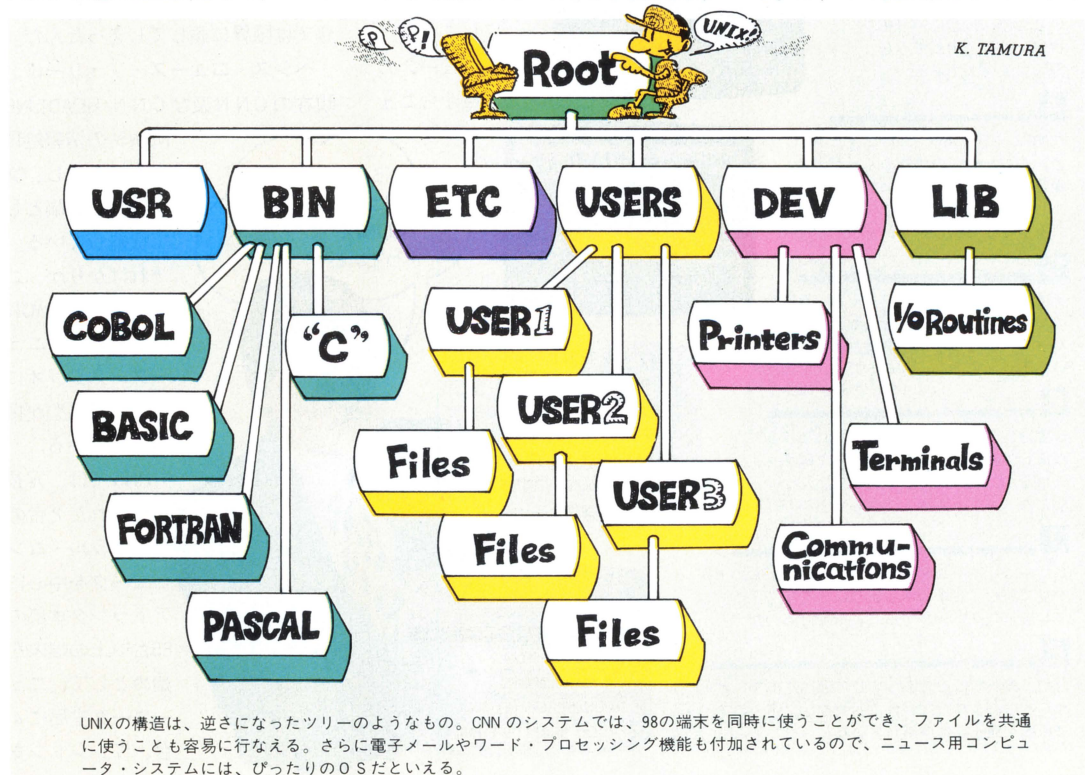 P
P!
UNIX!
K. TAMURA
Root
USR
BIN
ETC
USERS
DEV
LIB
COBOL
"C"
USER1
Printers
I/O Routines
BASIC
USER2
Files
Terminals
FORTRAN
USER3
Files
Commu-
nications
PASCAL
Files
UNIXの構造は、逆さになったツリーのようなもの。CNNのシステムでは、98の端末を同時に使うことができ、ファイルを共通
に使うことも容易に行なえる。さらに電子メールやワード・プロセッシング機能も付加されているので、ニュース用コンピュ
ータ・システムには、ぴったりのOSだといえる。